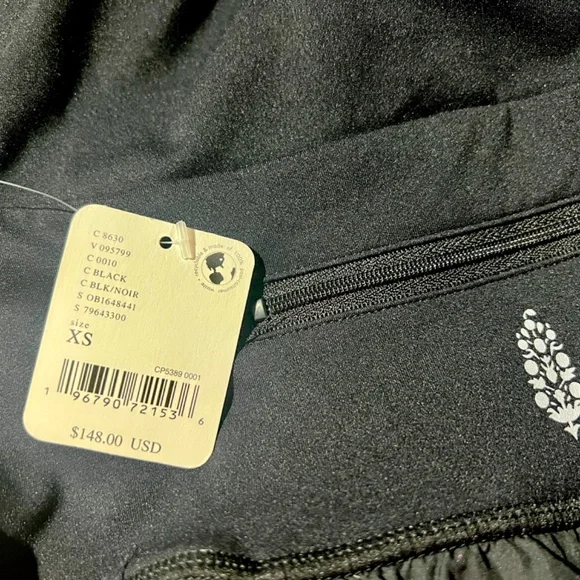 C 8630
V 095799
C 0010
C BLACK
C BLK/NOIR
S OB1648441
S 79643300
size
XS
CP5389 0001
1 96790 72153 6
$148.00 USD